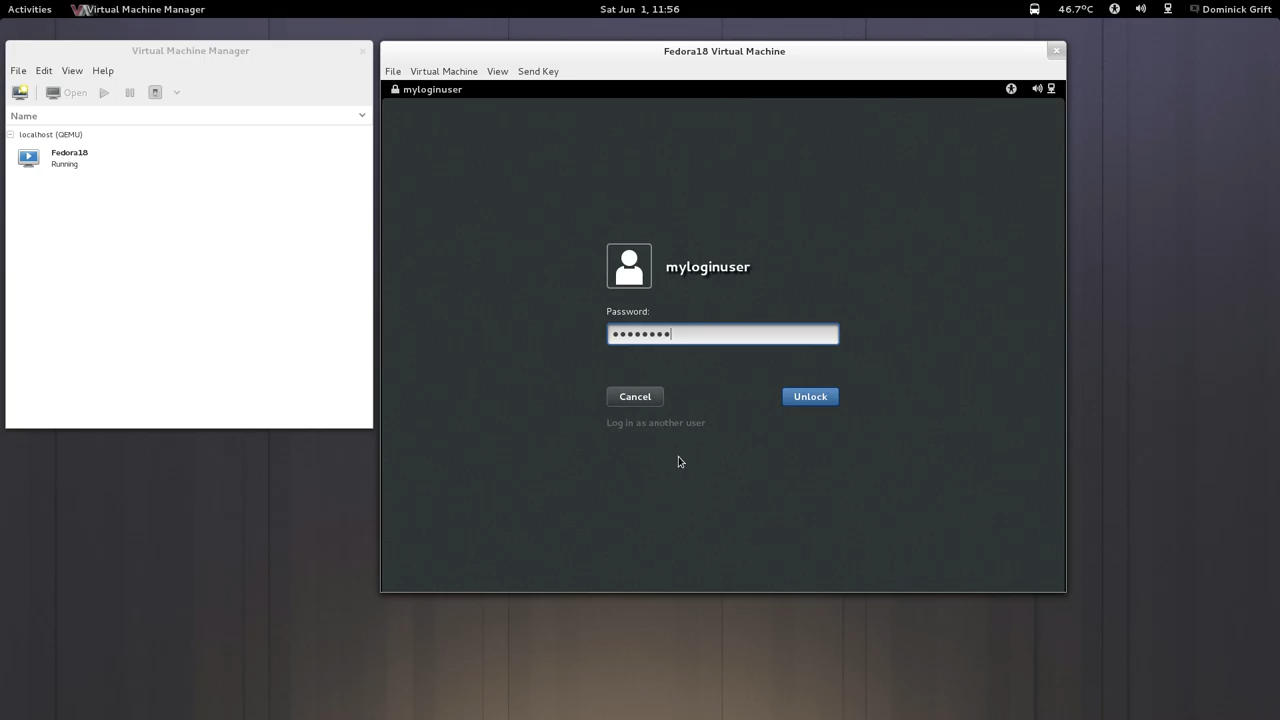 Activities Virtual Machine Manager Sat Jun 1, 11:56 46.7°C Dominick Grift
Virtual Machine Manager
File Edit View Help
Open
Name
localhost (QEMU)
Fedora18
Running
Fedora18 Virtual Machine
File Virtual Machine View Send Key
myloginuser
myloginuser
Password:
••••••••
Cancel Unlock
Log in as another user